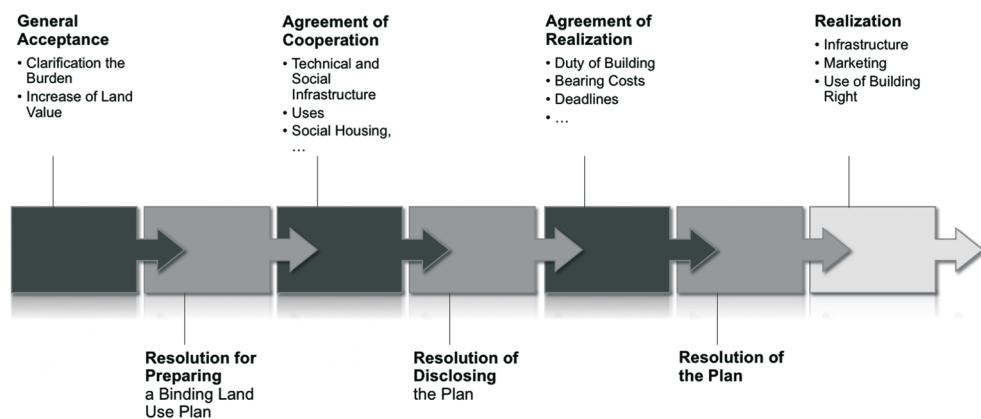 General
Acceptance
• Clarification the
Burden
• Increase of Land
Value
Agreement of
Cooperation
• Technical and
Social
Infrastructure
• Uses
• Social Housing,
...
Agreement of
Realization
• Duty of Building
• Bearing Costs
• Deadlines
• ...
Realization
• Infrastructure
• Marketing
• Use of Building
Right
Resolution for
Preparing
a Binding Land
Use Plan
Resolution of
Disclosing
the Plan
Resolution of
the Plan